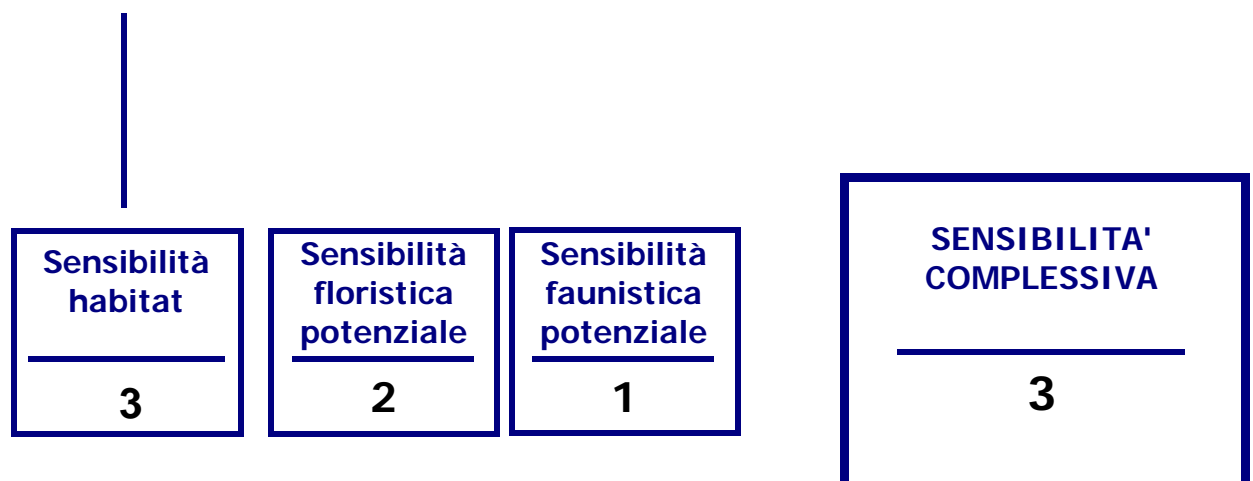 Sensibilità
habitat
3
Sensibilità
floristica
potenziale
2
Sensibilità
faunistica
potenziale
1
SENSIBILITA'
COMPLESSIVA
3